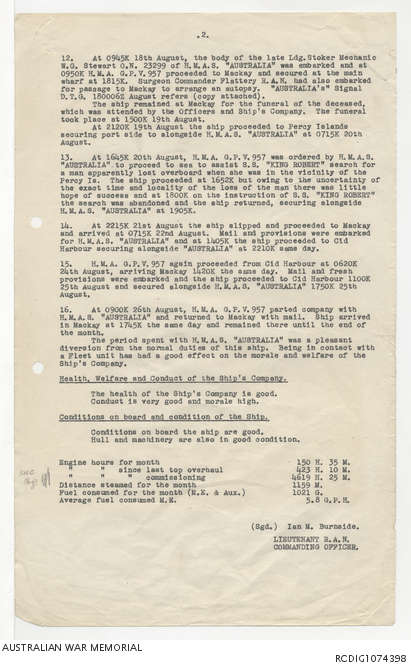 .2.
12.    At 0945K 18th August, the body of the late Ldg.Stoker Mechanic
W.G. Stewart O.N. 23299 of H.M.A.S. "AUSTRALIA" was embarked and at
0950K H.M.A. G.P.V.957 proceeded to Mackay and secured at the main
wharf at 1815K. Surgeon Commander Flattery R.A.N. had also embarked
for passage to Mackay to arrange an autopsy. "AUSTRALIA's" Signal
D.T.G. 180006Z August refers (copy attached).
The ship remained at Mackay for the funeral of the deceased,
which was attended by the Officers and Ship's Company. The funeral
took place at 1500K 19th August.
At 2120K 19th August the ship proceeded to Percy Islands
securing port side to alongside H.M.A.S "AUSTRALIA" at 0715K 20th
August.
13.    At 1645K 20th August, H.M.A. G.P.V.957 was ordered by H.M.A.S.
"AUSTRALIA" to proceed to sea to assist S.S. "KING ROBERT" search for
a man apparently lost overboard when she was in the vicinity of the
Percy Is. The ship proceeded at 1652K but owing to the uncertainty of
the exact time and locality of the loss of the man there was little
hope of success and at 1800K on the instruction of S.S. "KING ROBERT"
the search was abandoned and the ship returned, securing alongside
H.M.A.S. "AUSTRALIA" at 1905K.
14.    At 2215K 21st August the ship slipped and proceeded to Mackay
and arrived at 0715K 22nd August. Mail and provisions were embarked
for H.M.A.S. "AUSTRALIA" and at 1405K the ship proceeded to Cid
Harbour securing alongside "AUSTRALIA" at 2210K same day.
15.    H.M.A. G.P.V.957 again proceeded from Cid Harbour at 0620K
24th August, arriving Mackay 1420K the same day. Mail and fresh
provisions were embarked and the ship proceeded to Cid Harbour 1100K
25th August and secured alongside H.M.A.S. "AUSTRALIA" 1750K 25th
August.
16.    At 0900K 26th August, H.M.A. G.P.V.957 parted company with
H.M.A.S. "AUSTRALIA" and returned to Mackay with mail. Ship arrived
in Mackay at 1745K the same day and remained there until the end of
the month.
The period spent with H.M.A.S. "AUSTRALIA" was a pleasant
diversion from the normal duties of this ship. Being in contact with
a Fleet unit has had a good effect on the morale and welfare of the
Ship's Company.
Health, Welfare and Conduct of the Ship's Company.
The health of the Ship's Company is good.
Conduct is very good and morale high.
Conditions on board and condition of the Ship.
Conditions on board the ship are good.
Hull and machinery are also in good condition.
Engine hours for month    150 H. 35 M.
"    "    since last top overhaul    423 H. 10 M.
"    "    "    commissioning    4619 H. 25 M.
Distance steamed for the month    1159 M.
Fuel consumed for the month (M.E. & Aux.)    1021 G.
Average fuel consumed M.E.    5.8 G.P.H.
(Sgd.) Ian M. Burnside.
LIEUTENANT R.A.N.
COMMANDING OFFICER.
AUSTRALIAN WAR MEMORIAL    RCDIG1074398